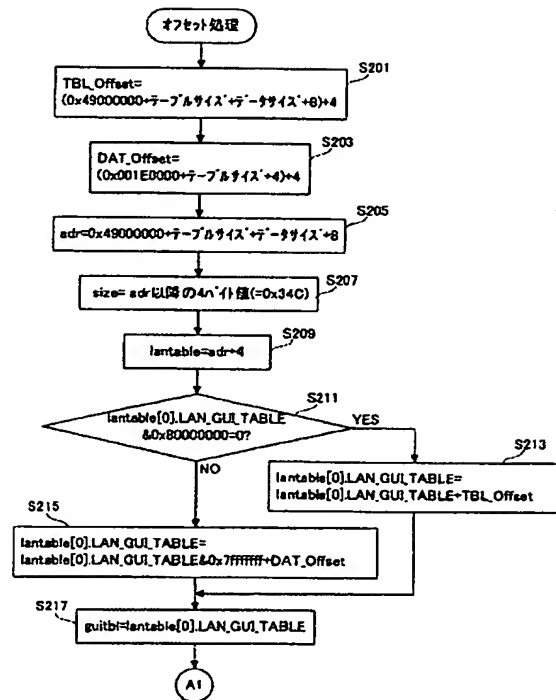 オフセット処理
S201
TBL_Offset=
(0x49000000+テーブルサイズ+データサイズ+8)+4
S203
DAT_Offset=
(0x001E0000+テーブルサイズ+4)+4
S205
adr=0x49000000+テーブルサイズ+データサイズ+8
S207
size= adr以降の4バイト値(=0x34C)
S209
lantable=adr+4
S211
lantable[0].LAN_GUI_TABLE
&0x80000000=0?
YES
NO
S213
lantable[0].LAN_GUI_TABLE=
lantable[0].LAN_GUI_TABLE+TBL_Offset
S215
lantable[0].LAN_GUI_TABLE=
lantable[0].LAN_GUI_TABLE&0x7fffffff+DAT_Offset
S217
guitbl=lantable[0].LAN_GUI_TABLE
A1